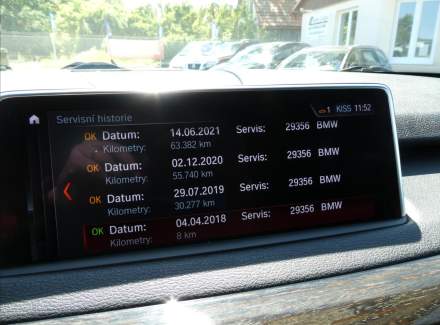 Servisní historie 1 KISS 11:52
OK Datum: 14.06.2021 Servis: 29356 BMW
Kilometry: 63.382 km
OK Datum: 02.12.2020 Servis: 29356 BMW
Kilometry: 55.740 km
OK Datum: 29.07.2019 Servis: 29356 BMW
Kilometry: 30.277 km
OK Datum: 04.04.2018 Servis: 29356 BMW
Kilometry: 8 km